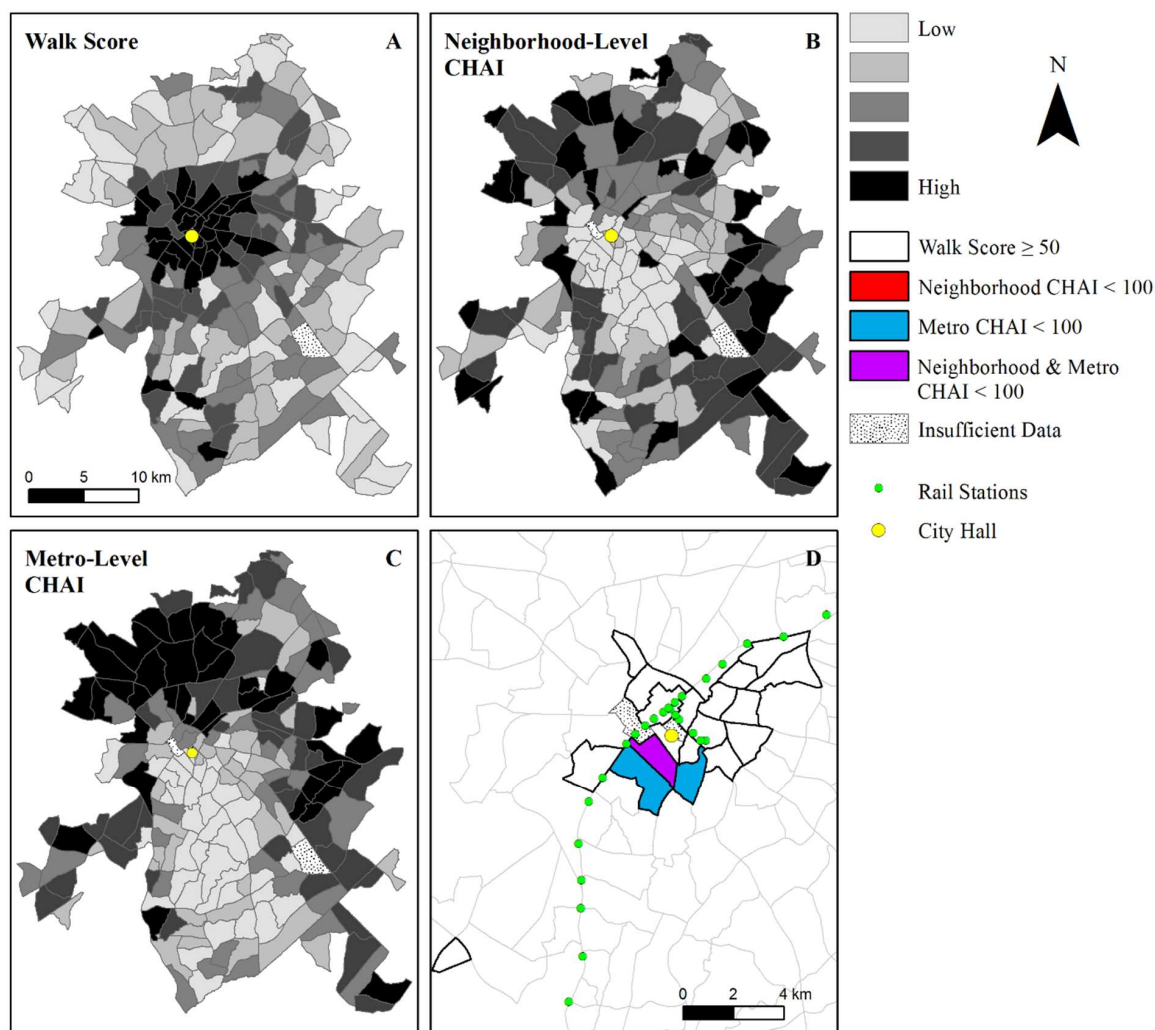 Walk Score
A
0 5 10 km
Neighborhood-Level
CHAI
B
Low
High
N
Walk Score ≥ 50
Neighborhood CHAI < 100
Metro CHAI < 100
Neighborhood & Metro
CHAI < 100
Insufficient Data
Rail Stations
City Hall
Metro-Level
CHAI
C
D
0 2 4 km